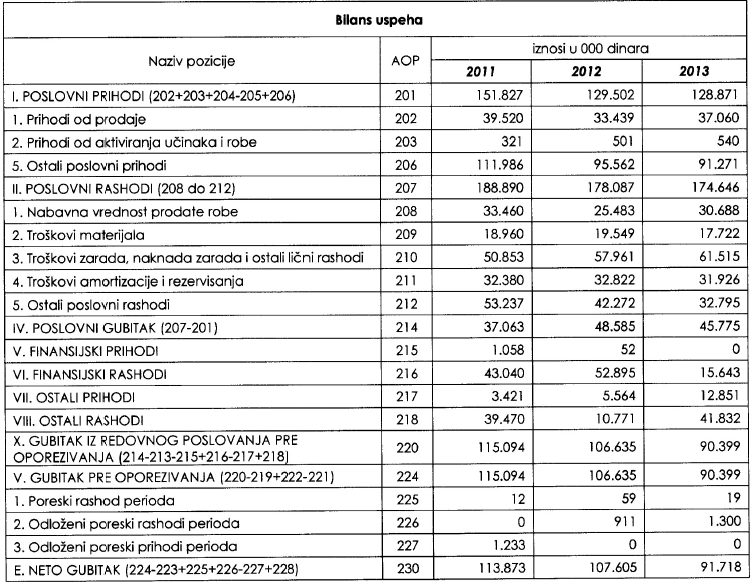 Bilans uspeha
Naziv pozicije AOP iznosi u 000 dinara
2011 2012 2013
I. POSLOVNI PRIHODI (202+203+204-205+206) 201 151.827 129.502 128.871
1. Prihodi od prodaje 202 39.520 33.439 37.060
2. Prihodi od aktiviranja učinaka i robe 203 321 501 540
5. Ostali poslovni prihodi 206 111.986 95.562 91.271
II. POSLOVNI RASHODI (208 do 212) 207 188.890 178.087 174.646
1. Nabavna vrednost prodate robe 208 33.460 25.483 30.688
2. Troškovi materijala 209 18.960 19.549 17.722
3. Troškovi zarada, naknada zarada i ostali lični rashodi 210 50.853 57.961 61.515
4. Troškovi amortizacije i rezervisanja 211 32.380 32.822 31.926
5. Ostali poslovni rashodi 212 53.237 42.272 32.795
IV. POSLOVNI GUBITAK (207-201) 214 37.063 48.585 45.775
V. FINANSIJSKI PRIHODI 215 1.058 52 0
VI. FINANSIJSKI RASHODI 216 43.040 52.895 15.643
VII. OSTALI PRIHODI 217 3.421 5.564 12.851
VIII. OSTALI RASHODI 218 39.470 10.771 41.832
X. GUBITAK IZ REDOVNOG POSLOVANJA PRE
OPOREZIVANJA (214-213-215+216-217+218) 220 115.094 106.635 90.399
V. GUBITAK PRE OPOREZIVANJA (220-219+222-221) 224 115.094 106.635 90.399
1. Poreski rashod perioda 225 12 59 19
2. Odloženi poreski rashodi perioda 226 0 911 1.300
3. Odloženi poreski prihodi perioda 227 1.233 0 0
E. NETO GUBITAK (224-223+225+226-227+228) 230 113.873 107.605 91.718